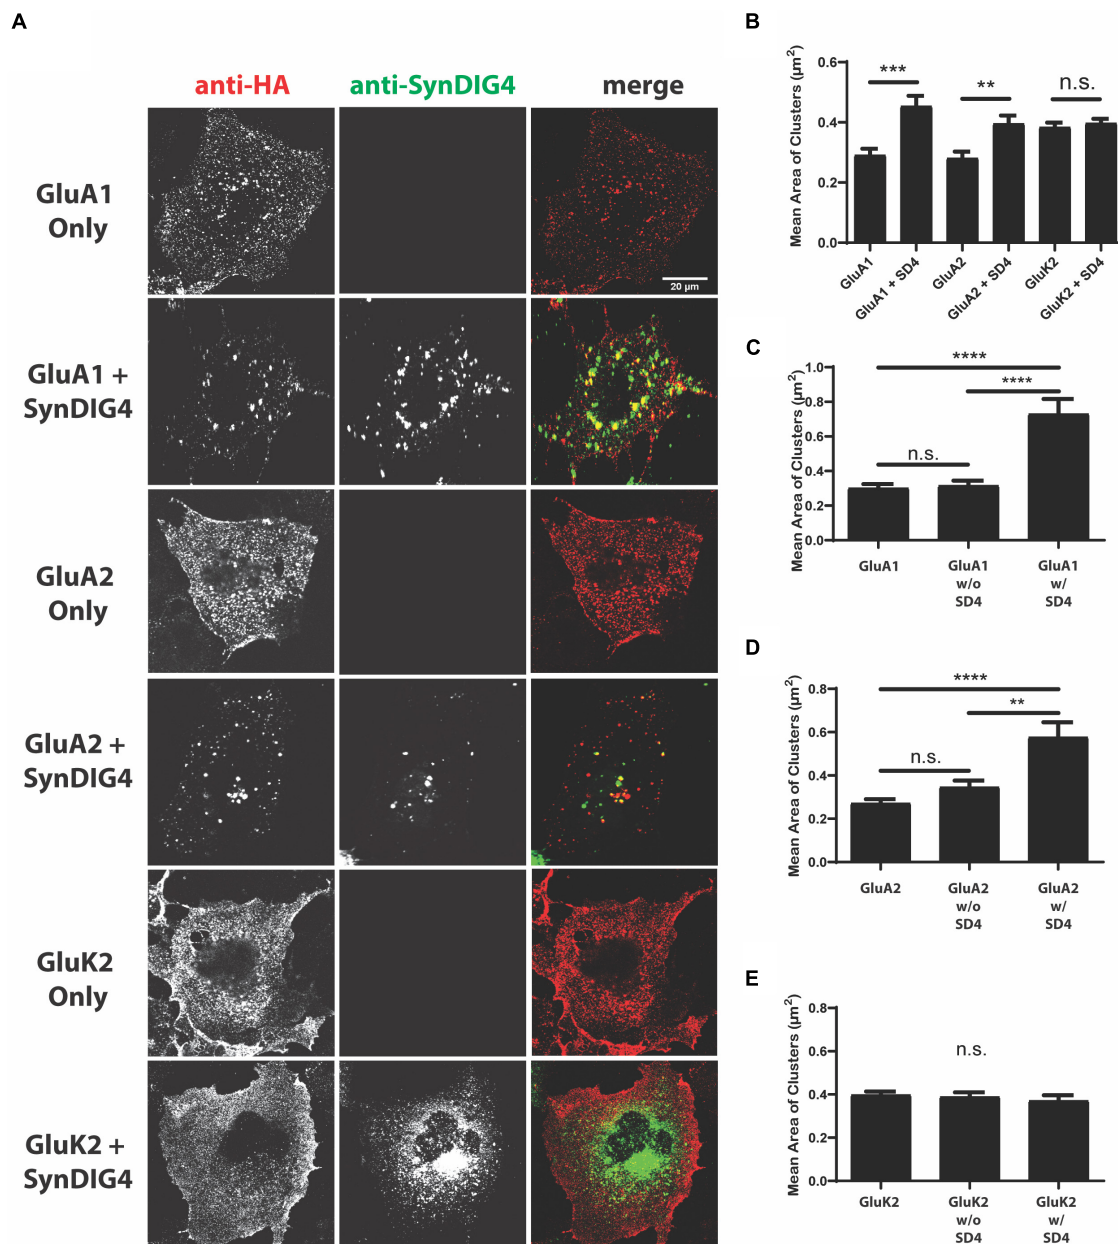 A
anti-HA anti-SynDIG4 merge
GluA1
Only
20 µm
GluA1 +
SynDIG4
GluA2
Only
GluA2 +
SynDIG4
GluK2
Only
GluK2 +
SynDIG4
B
Mean Area of Clusters (µm²)
0.6
0.4
0.2
0.0
*** ** n.s.
GluA1 GluA1 + SD4 GluA2 GluA2 + SD4 GluK2 GluK2 + SD4
C
Mean Area of Clusters (µm²)
1.0
0.8
0.6
0.4
0.2
0.0
****
****
n.s.
GluA1 GluA1 GluA1
w/o w/
SD4 SD4
D
Mean Area of Clusters (µm²)
0.8
0.6
0.4
0.2
0.0
****
**
n.s.
GluA2 GluA2 GluA2
w/o w/
SD4 SD4
E
Mean Area of Clusters (µm²)
0.8
0.6
0.4
0.2
0.0
n.s.
GluK2 GluK2 GluK2
w/o w/
SD4 SD4